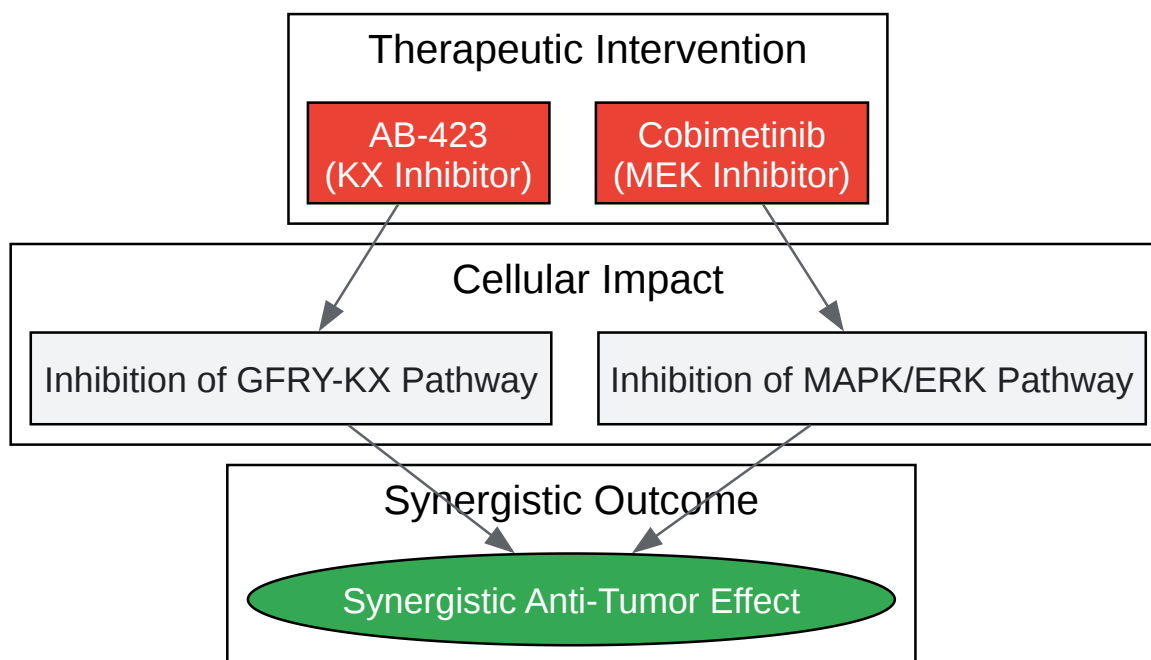 Therapeutic Intervention
AB-423
(KX Inhibitor)
Cobimetinib
(MEK Inhibitor)
Cellular Impact
Inhibition of GFRY-KX Pathway
Inhibition of MAPK/ERK Pathway
Synergistic Outcome
Synergistic Anti-Tumor Effect